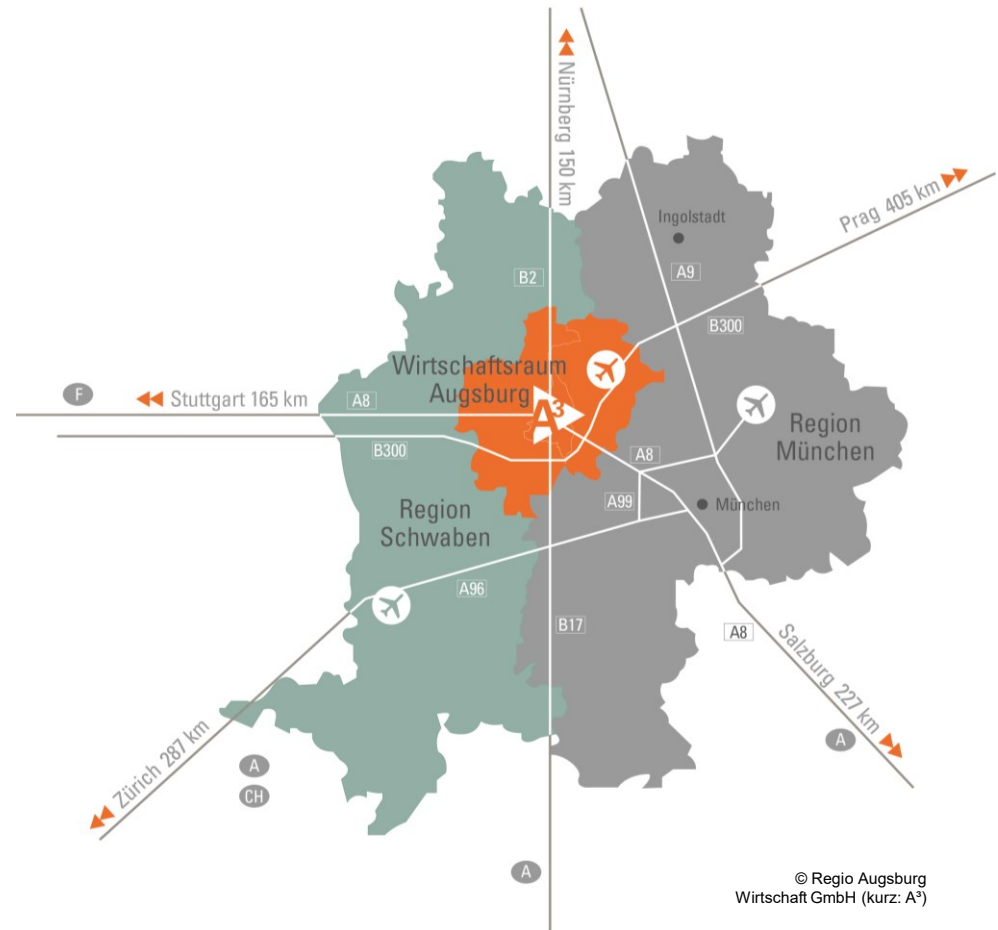 Nürnberg 150 km
Ingolstadt
Prag 405 km
A9
B2
B300
Wirtschaftsraum
Augsburg
F
Stuttgart 165 km
A8
A³
Region
München
B300
A8
A99
München
Region
Schwaben
A96
B17
A8
Salzburg 227 km
Zürich 287 km
A
A
CH
A
© Regio Augsburg
Wirtschaft GmbH (kurz: A³)